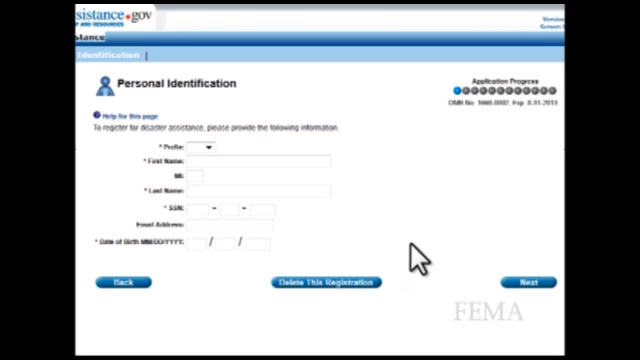 sistance.gov
P AND RESOURCES
stance
Identification |
Personal Identification
Application Progress
OMB No. 1660-0002, Exp. 8-31-2013
Help for this page
To register for disaster assistance, please provide the following information.
* Prefix:
* First Name:
MI:
* Last Name:
* SSN: - -
Email Address:
* Date of Birth MM/DD/YYYY: / /
Back
Delete This Registration
Next
FEMA